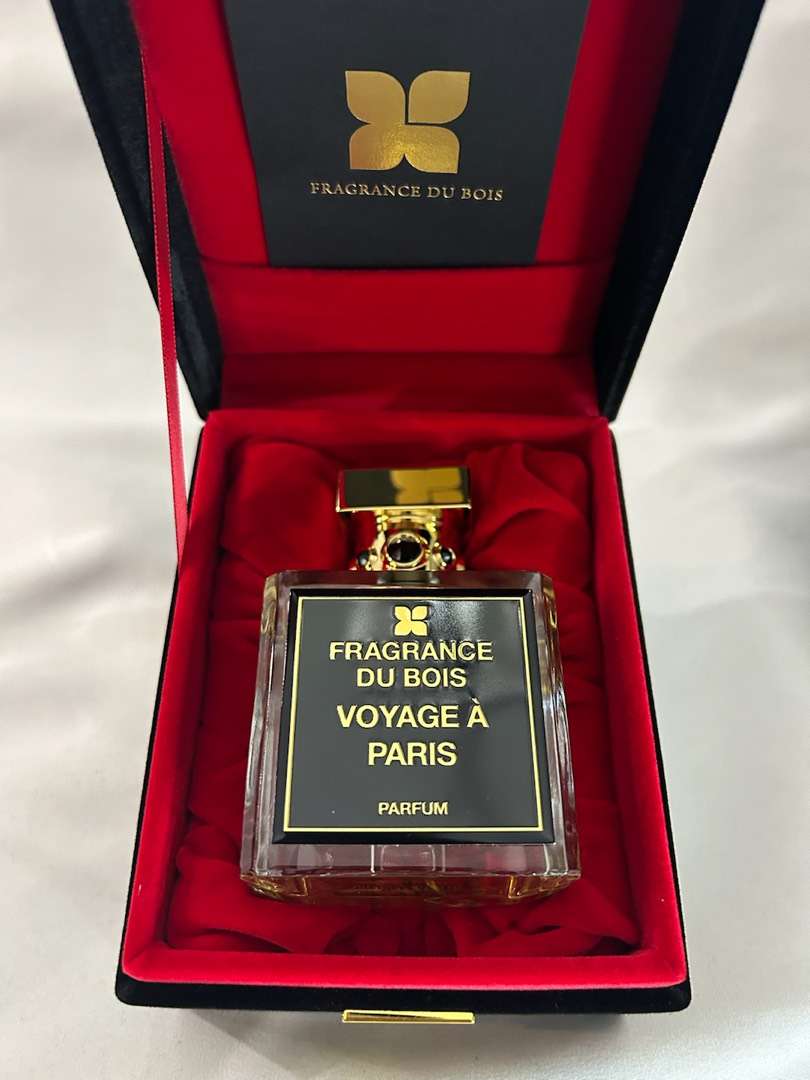 FRAGRANCE DU BOIS
FRAGRANCE
DU BOIS
VOYAGE À
PARIS
PARFUM